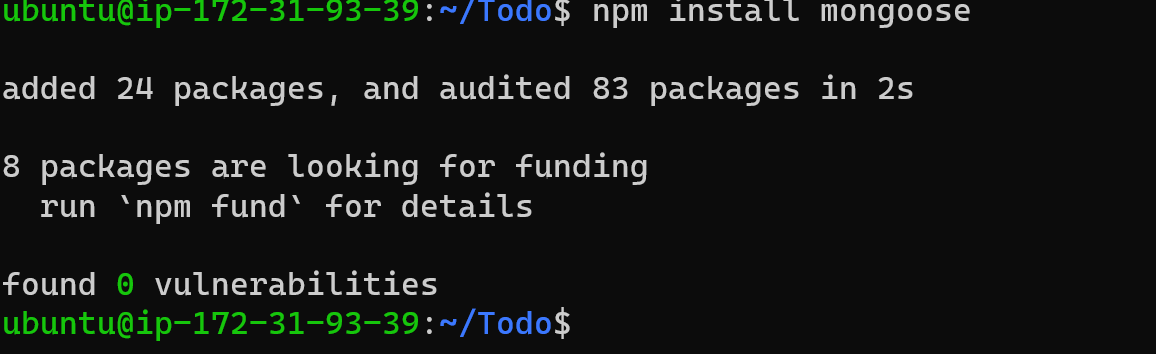 ubuntu@ip-172-31-93-39:~/Todo$ npm install mongoose
added 24 packages, and audited 83 packages in 2s
8 packages are looking for funding
  run `npm fund` for details
found 0 vulnerabilities
ubuntu@ip-172-31-93-39:~/Todo$